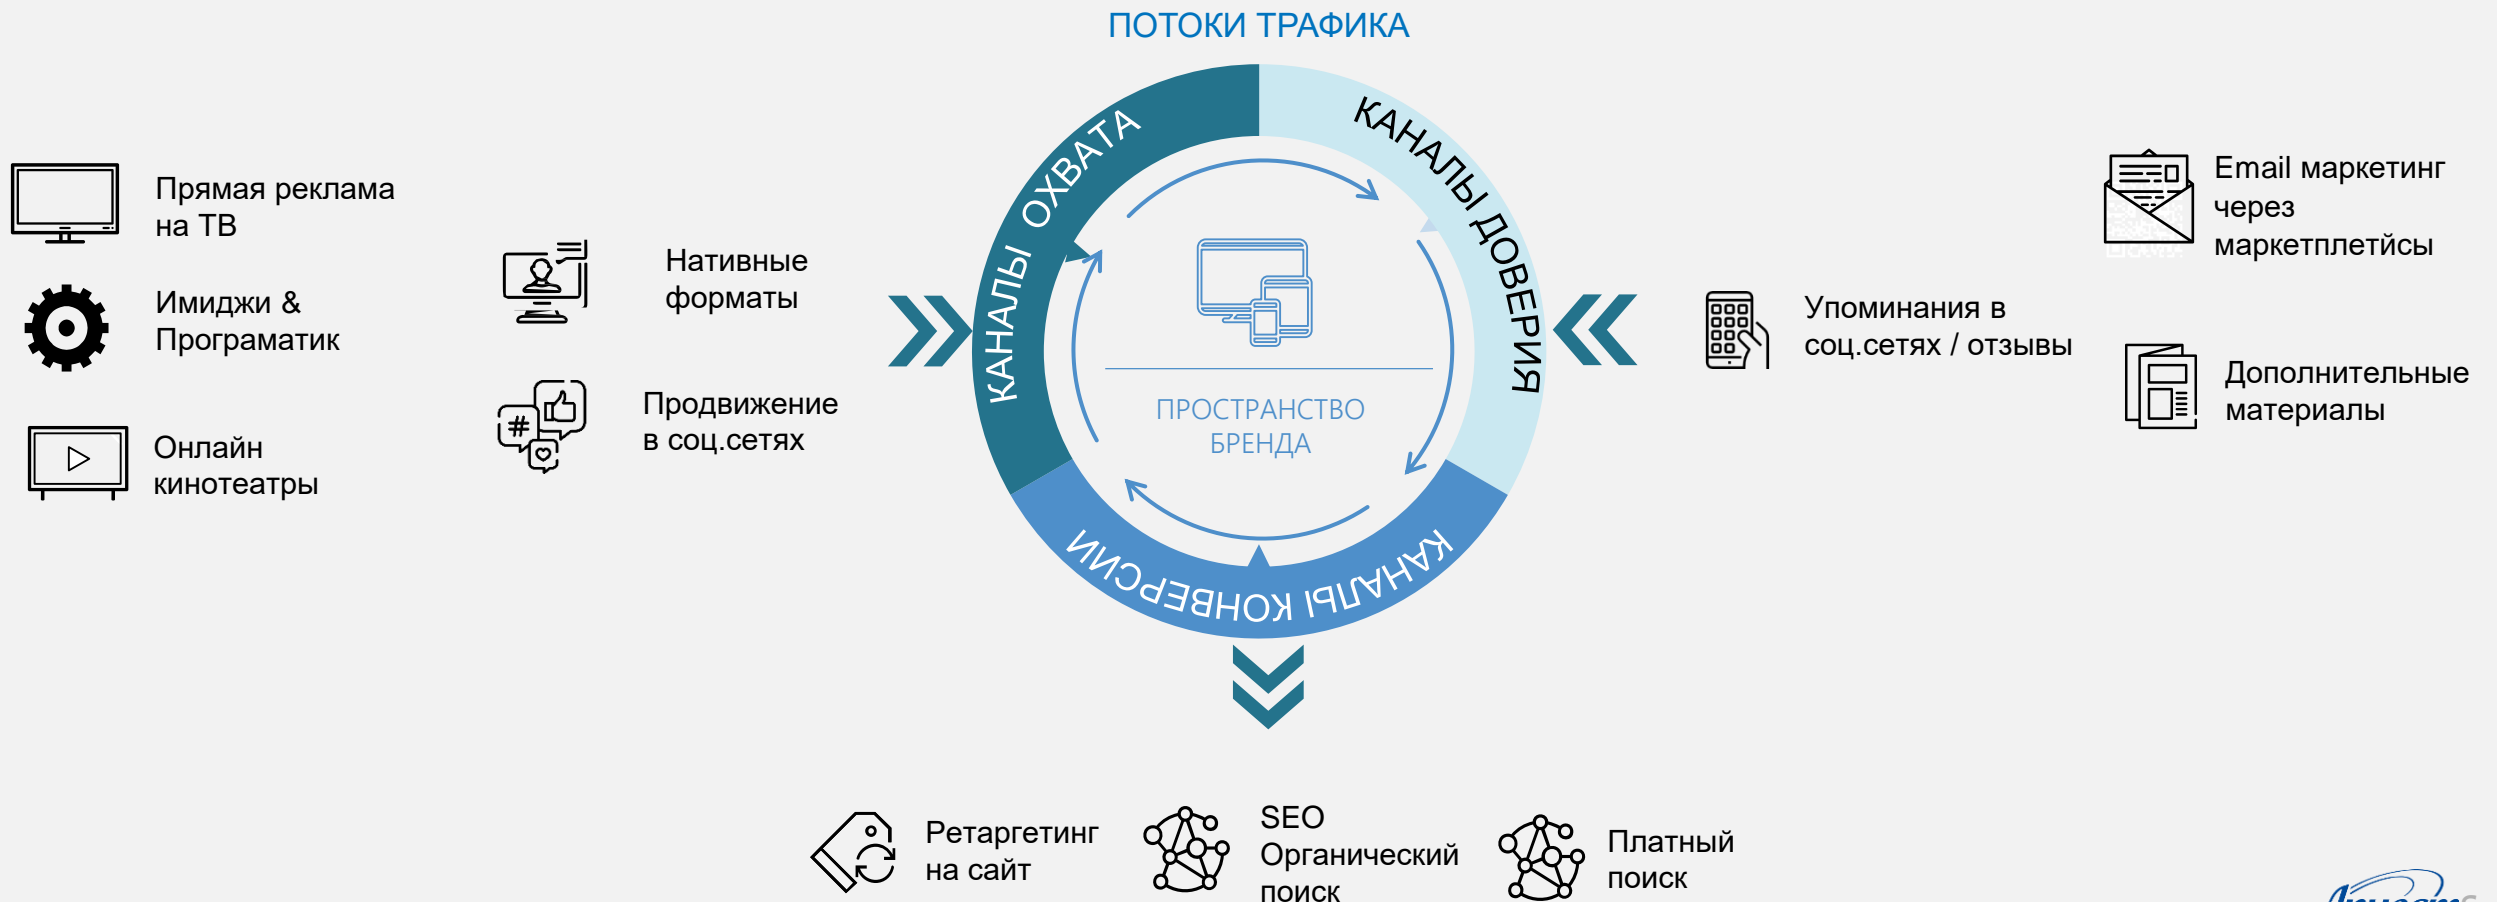 ПОТОКИ ТРАФИКА
КАНАЛЫ ОХВАТА
КАНАЛЫ ДОВЕРИЯ
КАНАЛЫ КОНВЕРСИИ
ПРОСТРАНСТВО
БРЕНДА
Прямая реклама
на ТВ
Имиджи &
Програматик
Онлайн
кинотеатры
Нативные
форматы
#
Продвижение
в соц.сетях
Упоминания в
соц.сетях / отзывы
Email маркетинг
через
маркетплетйсы
Дополнительные
материалы
Ретаргетинг
на сайт
SEO
Органический
поиск
Платный
поиск